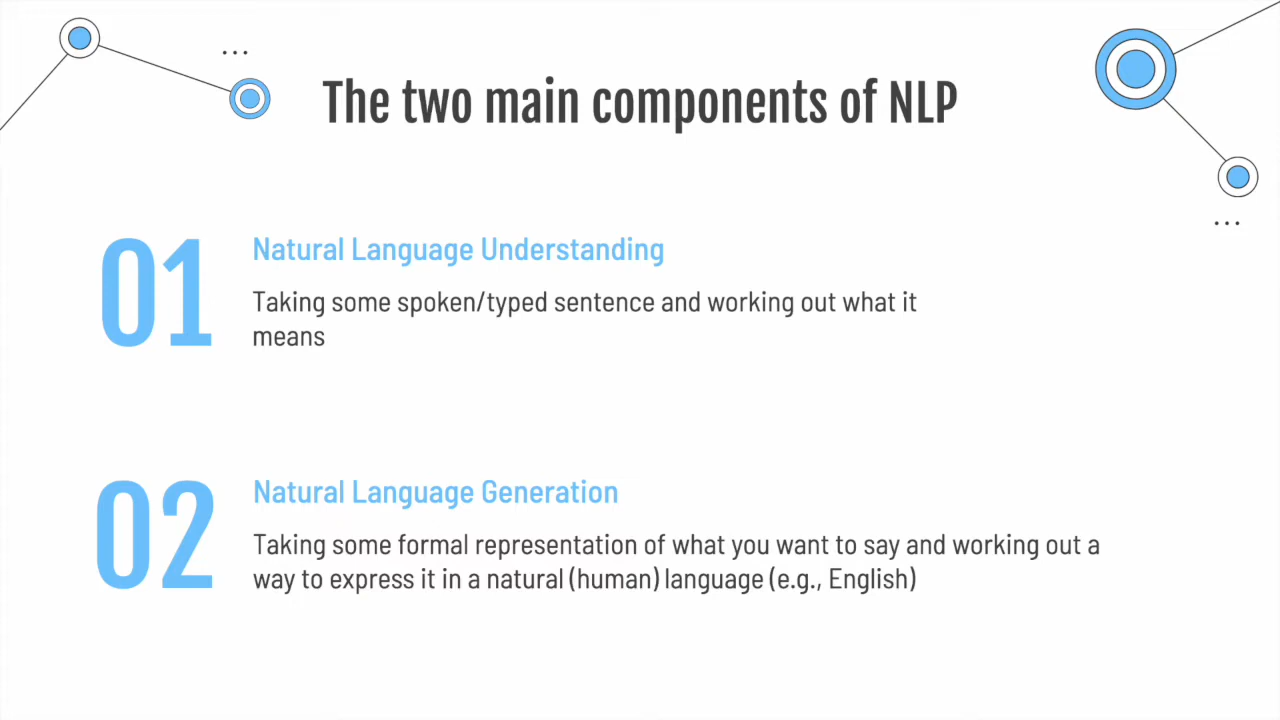 The two main components of NLP
01
Natural Language Understanding
Taking some spoken/typed sentence and working out what it
means
02
Natural Language Generation
Taking some formal representation of what you want to say and working out a
way to express it in a natural (human) language (e.g., English)